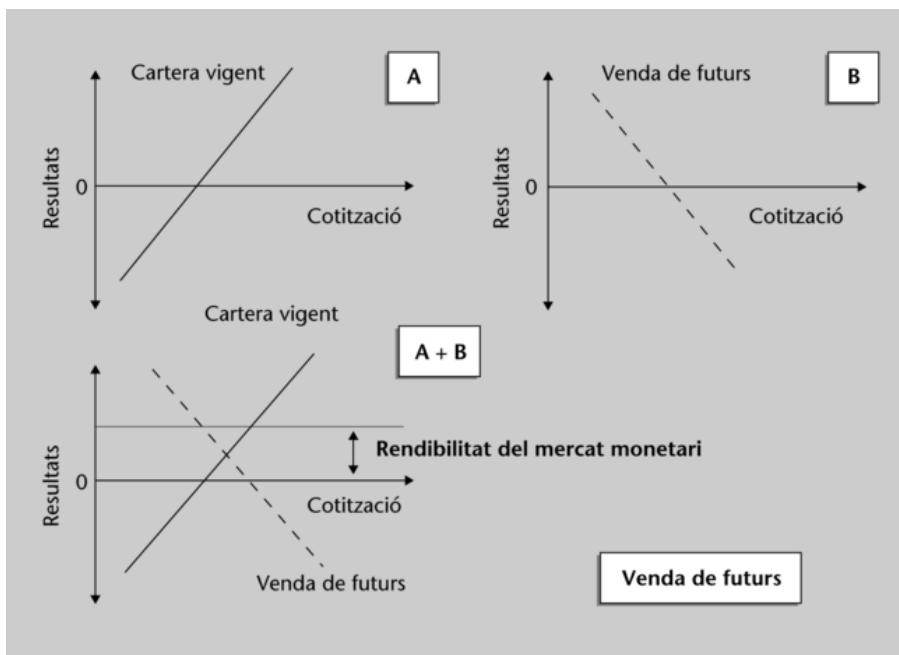 Cartera vigent
A
Resultats
0
Cotització
Venda de futurs
B
Resultats
0
Cotització
Cartera vigent
A + B
Resultats
0
Rendibilitat del mercat monetari
Cotització
Venda de futurs
Venda de futurs